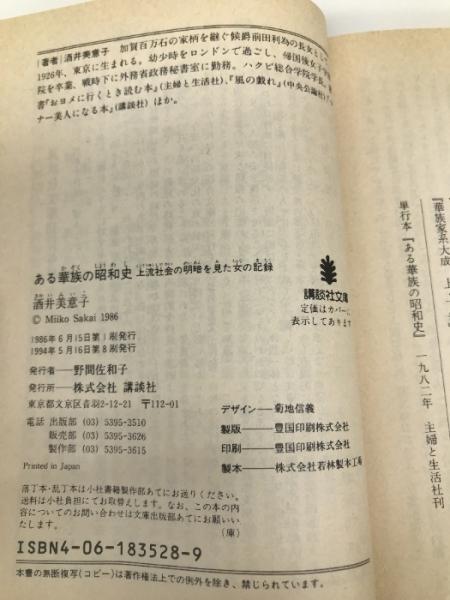 〔著者〕酒井美意子 加賀百万石の家柄を継ぐ候爵前田利為の長女として
1926年、東京に生まれる。幼少時をロンドンで過ごし、帰国後女子学
院を卒業、戦時下に外務省政務秘書室に勤務。ハクビ総合学院学長。
書『おヨメに行くとき読む本』(主婦と生活社)、『風の戯れ』(中央公論社)
ナー美人になる本』(講談社)ほか。
ある華族の昭和史 上流社会の明暗を見た女の記録
酒井美意子
© Miiko Sakai 1986
1986年6月15日第1刷発行
1994年5月16日第8刷発行
発行者――野間佐和子
発行所――株式会社 講談社
東京都文京区音羽2-12-21 〒112-01
電話 出版部 (03) 5395-3510
販売部 (03) 5395-3626
製作部 (03) 5395-3615
Printed in Japan
講談社文庫
定価はカバーに
表示してあります
デザイン――菊地信義
製版――豊国印刷株式会社
印刷――豊国印刷株式会社
製本――株式会社若林製本工場
落丁本・乱丁本は小社書籍製作部あてにお送りください。
送料は小社負担にてお取替えします。なお、この本の内
容についてのお問い合わせは文庫出版部あてにお願いい
たします。
(庫)
ISBN4-06-183528-9
本書の無断複写(コピー)は著作権法上での例外を除き、禁じられています。
『華族家系大成
単行本『ある華族の昭和史』 一九八二年 主婦と生活社刊